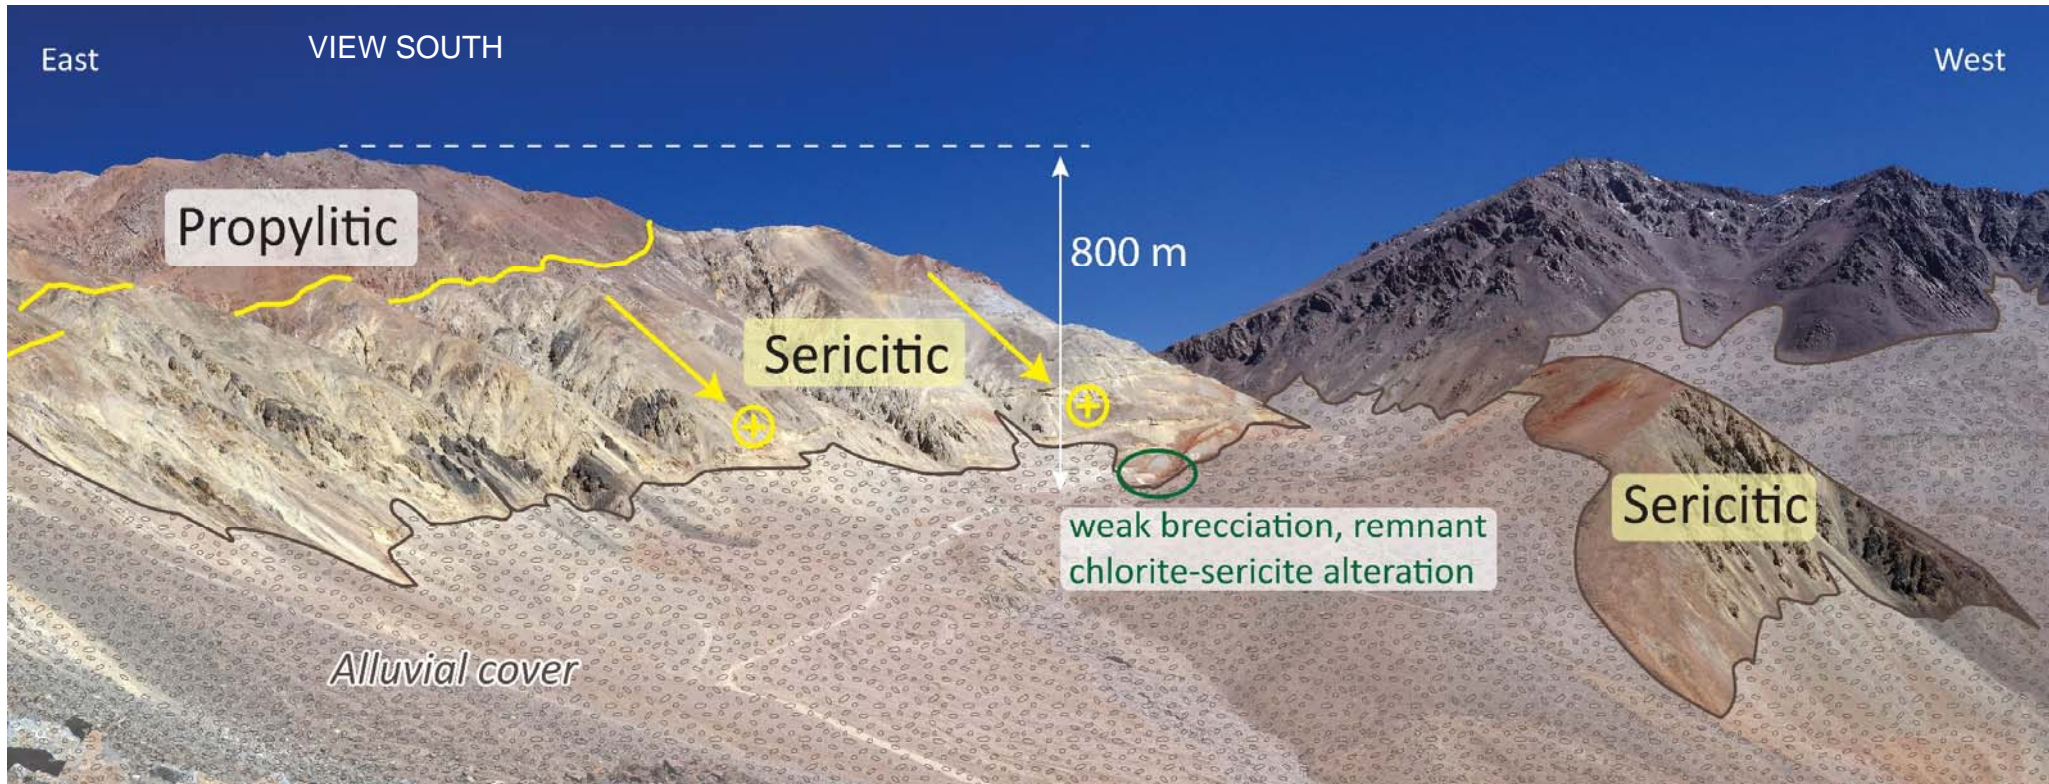 East
VIEW SOUTH
West
Propylitic
800 m
Sericitic
Sericitic
weak brecciation, remnant
chlorite-sericite alteration
Alluvial cover